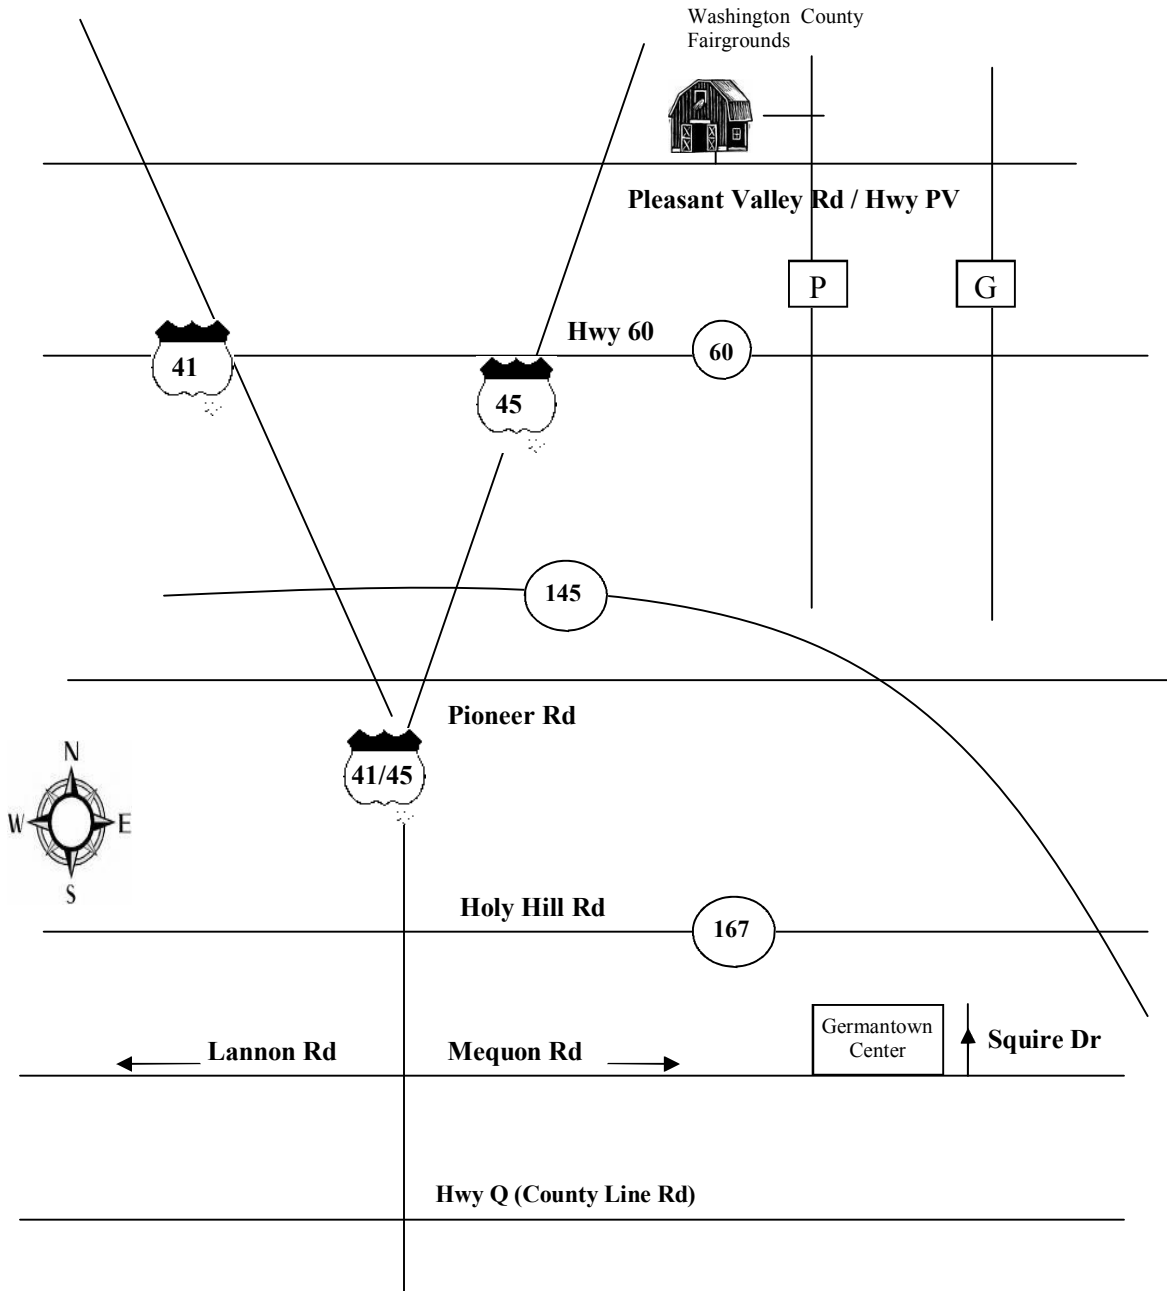 Washington County
Fairgrounds
Pleasant Valley Rd / Hwy PV
P
G
Hwy 60
60
41
45
145
Pioneer Rd
41/45
N
W E
S
Holy Hill Rd
167
Germantown
Center
Squire Dr
Lannon Rd
Mequon Rd
Hwy Q (County Line Rd)